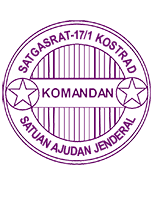 SATGASRAT-17/1 KOSTRAD
KOMANDAN
SATUAN AJUDAN JENDERAL